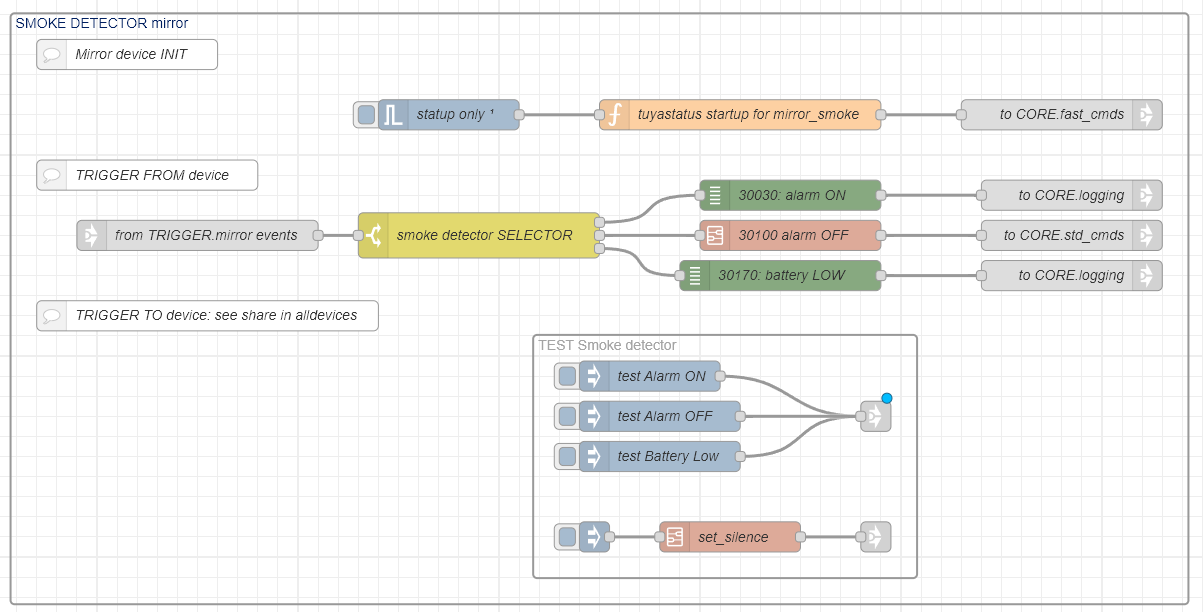 SMOKE DETECTOR mirror
Mirror device INIT
statup only ¹
tuyastatus startup for mirror_smoke
to CORE.fast_cmds
TRIGGER FROM device
30030: alarm ON
to CORE.logging
from TRIGGER.mirror events
smoke detector SELECTOR
30100 alarm OFF
to CORE.std_cmds
30170: battery LOW
to CORE.logging
TRIGGER TO device: see share in alldevices
TEST Smoke detector
test Alarm ON
test Alarm OFF
test Battery Low
set_silence